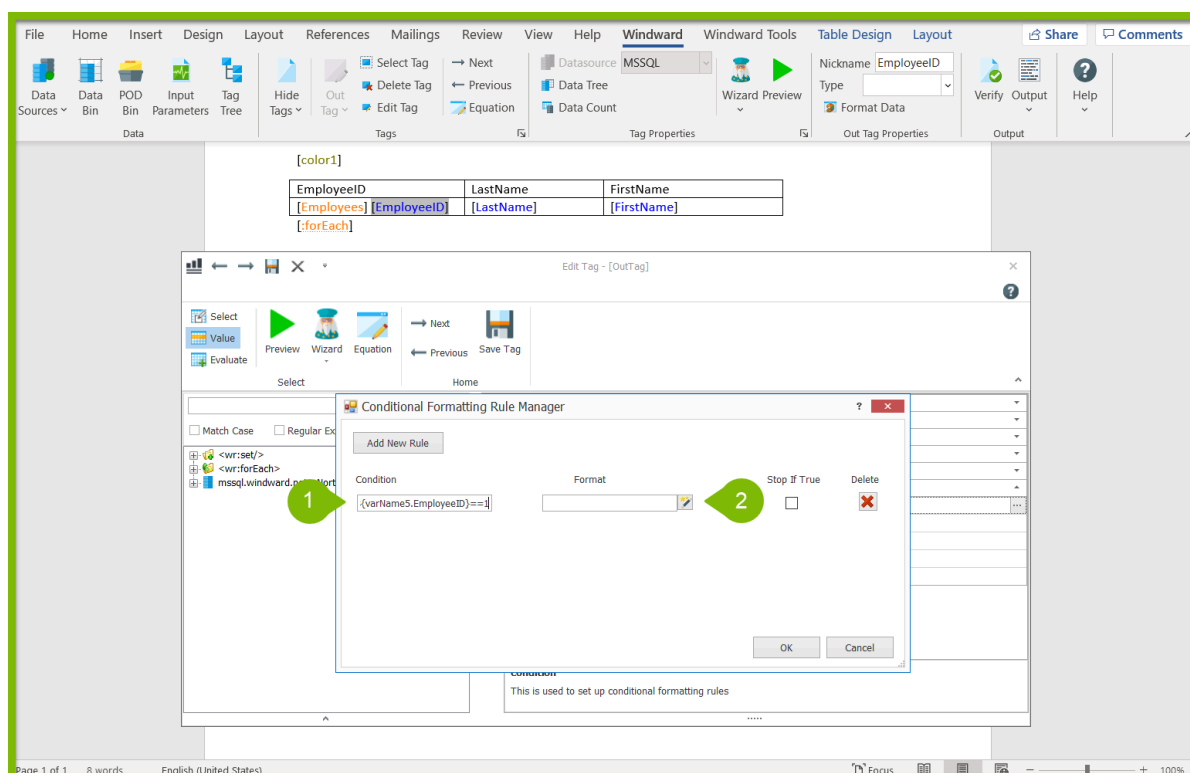 File Home Insert Design Layout References Mailings Review View Help Windward Windward Tools Table Design Layout Share Comments
Select Tag Next Datasource MSSQL Nickname EmployeeID
Delete Tag Previous Data Tree Type
Data Sources Data Bin POD Bin Input Parameters Tag Tree Hide Tags Tag Edit Tag Equation Data Count Wizard Preview Format Data Verify Output Help
Data Tags Tag Properties Out Tag Properties Output
[color1]
EmployeeID LastName FirstName
[Employees] [EmployeeID] [LastName] [FirstName]
[:forEach]
Edit Tag - [OutTag]
Select
Value
Evaluate
Preview Wizard Equation Next Previous Save Tag
Select Home
Conditional Formatting Rule Manager ?
Match Case Regular Ex
Add New Rule
<wr:set/>
<wr:forEach>
mssql.windward.ne
Condition Format Stop If True Delete
1 {varName5.EmployeeID}==1 2
OK Cancel
This is used to set up conditional formatting rules
Page 1 of 1 8 words English (United States) Focus 100%